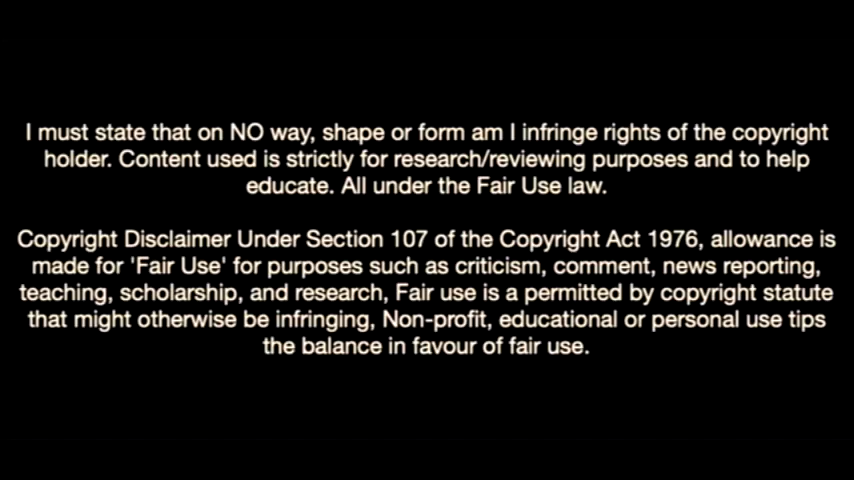 I must state that on NO way, shape or form am I infringe rights of the copyright
holder. Content used is strictly for research/reviewing purposes and to help
educate. All under the Fair Use law.
Copyright Disclaimer Under Section 107 of the Copyright Act 1976, allowance is
made for 'Fair Use' for purposes such as criticism, comment, news reporting,
teaching, scholarship, and research, Fair use is a permitted by copyright statute
that might otherwise be infringing, Non-profit, educational or personal use tips
the balance in favour of fair use.